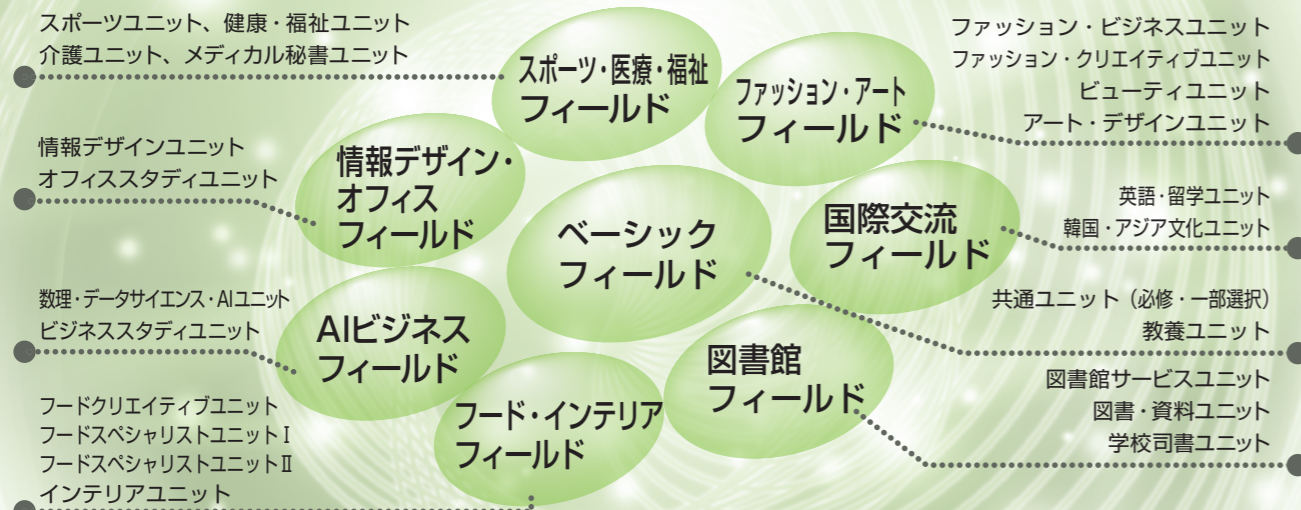 スポーツユニット、健康・福祉ユニット
介護ユニット、メディカル秘書ユニット
スポーツ・医療・福祉
フィールド
ファッション・ビジネスユニット
ファッション・クリエイティブユニット
ビューティユニット
アート・デザインユニット
ファッション・アート
フィールド
情報デザインユニット
オフィススタディユニット
情報デザイン・
オフィス
フィールド
ベーシック
フィールド
国際交流
フィールド
英語・留学ユニット
韓国・アジア文化ユニット
数理・データサイエンス・AIユニット
ビジネススタディユニット
AIビジネス
フィールド
共通ユニット（必修・一部選択）
教養ユニット
図書館
フィールド
図書館サービスユニット
図書・資料ユニット
学校司書ユニット
フードクリエイティブユニット
フードスペシャリストユニットⅠ
フードスペシャリストユニットⅡ
インテリアユニット
フード・インテリア
フィールド